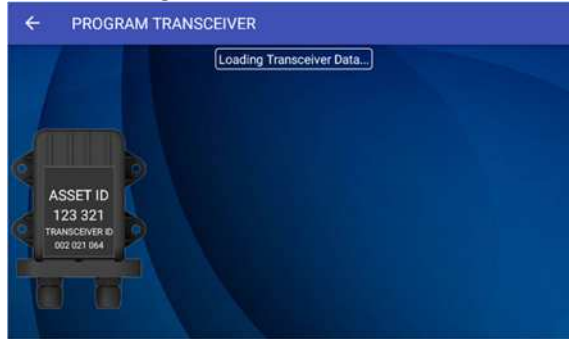 PROGRAM TRANSCEIVER
Loading Transceiver Data...
ASSET ID
123 321
TRANSCEIVER ID
002 021 064